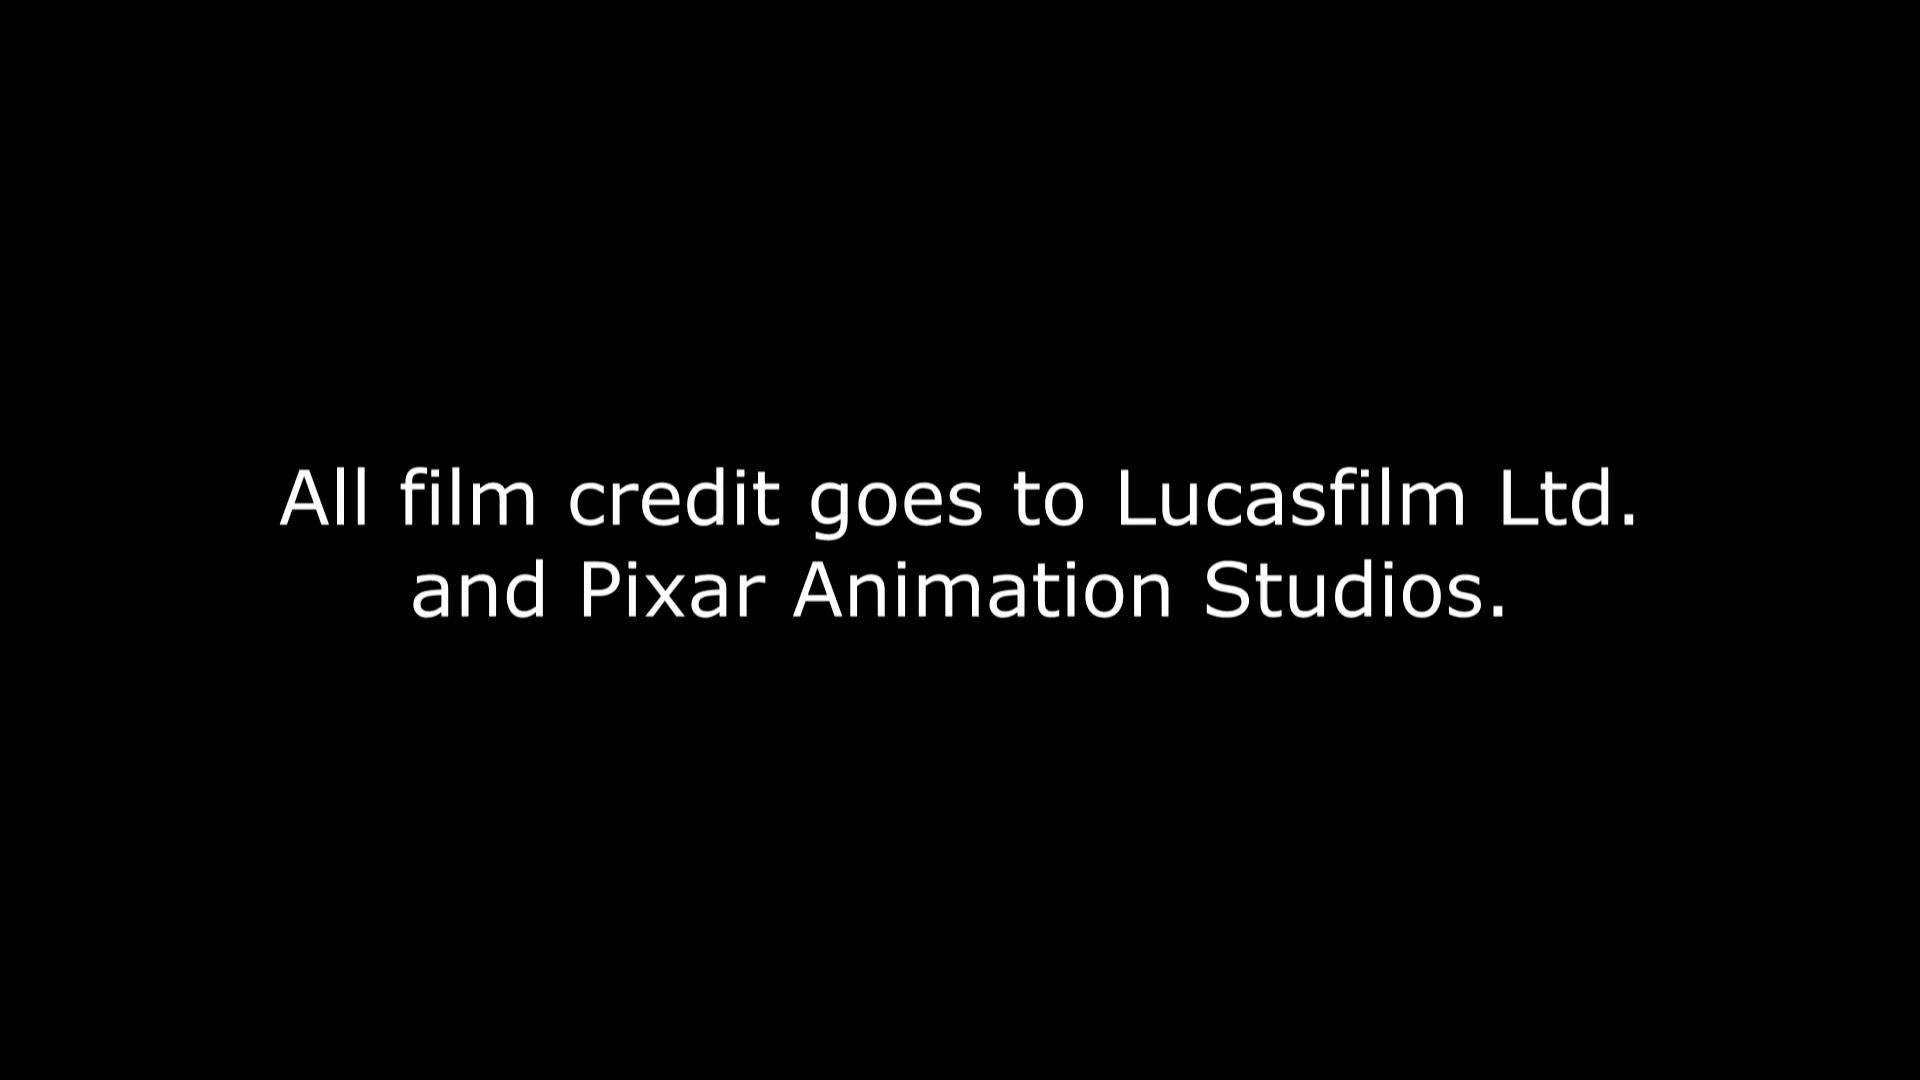 All film credit goes to Lucasfilm Ltd.
and Pixar Animation Studios.